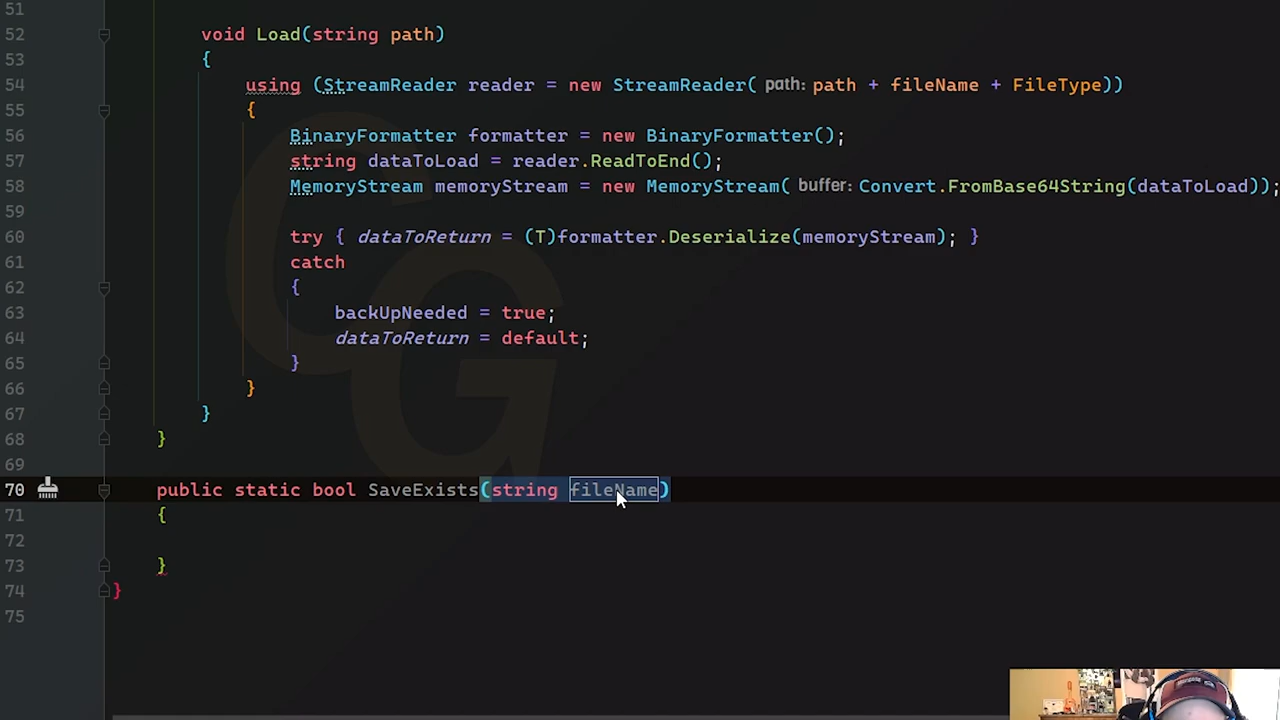 51
52 void Load(string path)
53 {
54 using (StreamReader reader = new StreamReader( path: path + fileName + FileType))
55 {
56 BinaryFormatter formatter = new BinaryFormatter();
57 string dataToLoad = reader.ReadToEnd();
58 MemoryStream memoryStream = new MemoryStream( buffer: Convert.FromBase64String(dataToLoad));
59
60 try { dataToReturn = (T)formatter.Deserialize(memoryStream); }
61 catch
62 {
63 backUpNeeded = true;
64 dataToReturn = default;
65 }
66 }
67 }
68 }
69
70 public static bool SaveExists(string fileName)
71 {
72
73 }
74 }
75
CG